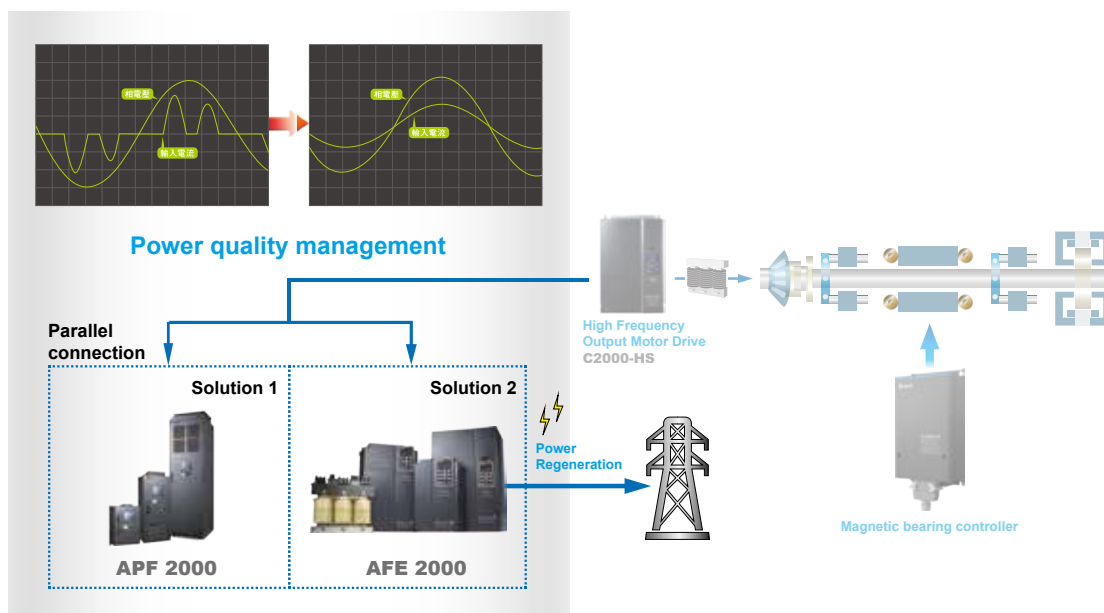 相電壓
輸入電流
相電壓
輸入電流
Power quality management
Parallel
connection
Solution 1
Solution 2
APF 2000
AFE 2000
Power
Regeneration
High Frequency
Output Motor Drive
C2000-HS
Magnetic bearing controller